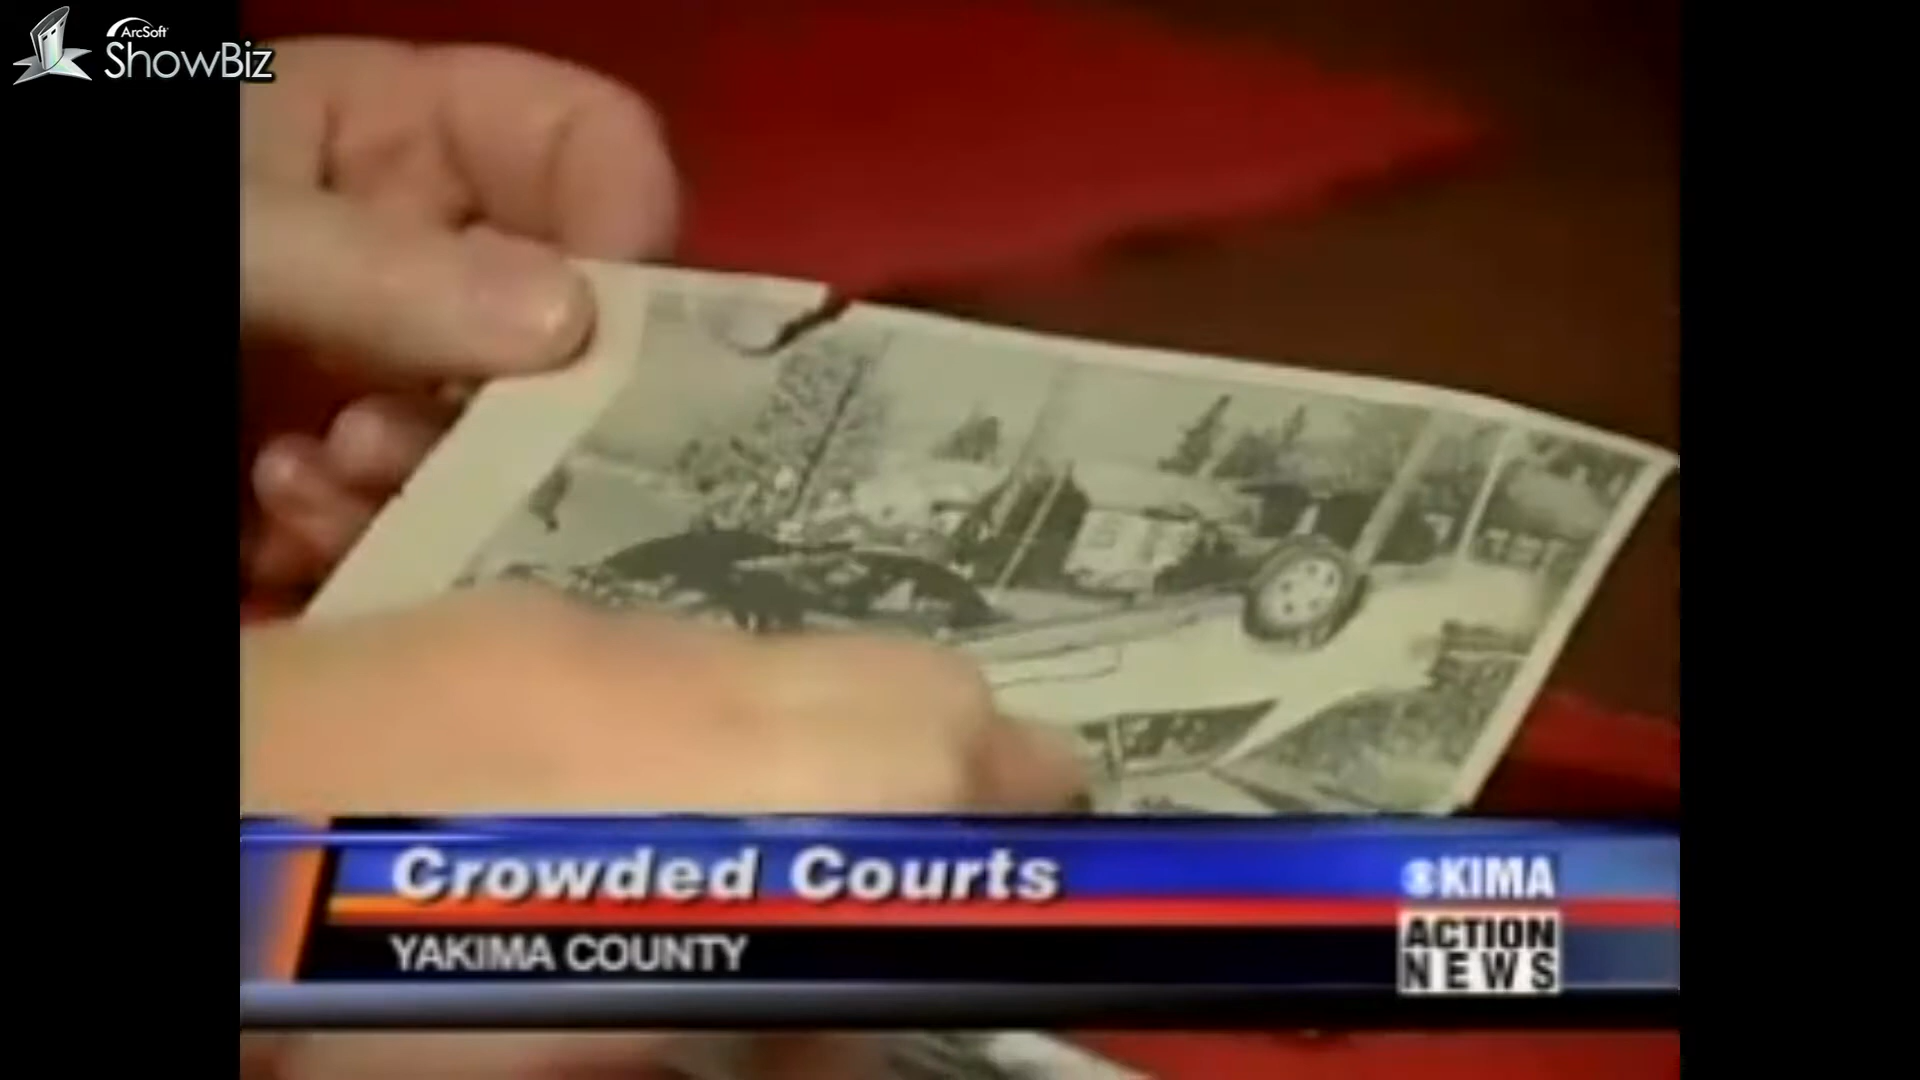 ArcSoft
ShowBiz
Crowded Courts
KIMA
YAKIMA COUNTY
ACTION
NEWS